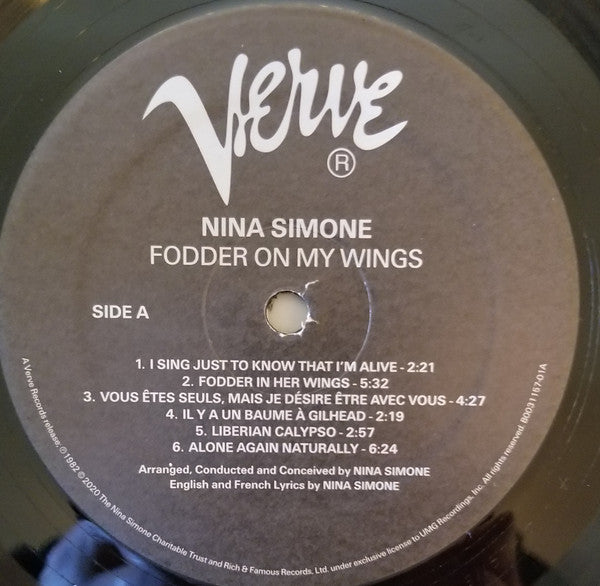 Verve
®
NINA SIMONE
FODDER ON MY WINGS
SIDE A
1. I SING JUST TO KNOW THAT I'M ALIVE - 2:21
2. FODDER IN HER WINGS - 5:32
3. VOUS ÊTES SEULS, MAIS JE DÉSIRE ÊTRE AVEC VOUS - 4:27
4. IL Y A UN BAUME À GILHEAD - 2:19
5. LIBERIAN CALYPSO - 2:57
6. ALONE AGAIN NATURALLY - 6:24
Arranged, Conducted and Conceived by NINA SIMONE
English and French Lyrics by NINA SIMONE
A Verve Records release; ℗ 1982 © 2020 The Nina Simone Charitable Trust and Rich & Famous Records, Ltd. under exclusive license to UMG Recordings, Inc. All rights reserved. B0031157-01A